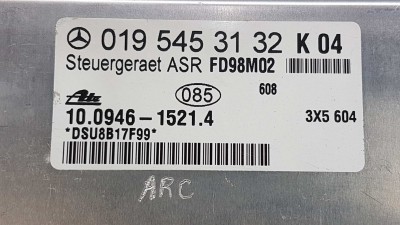 019 545 31 32 K 04
Steuergeraet ASR FD98M02
Ate 085 608
10.0946-1521.4 3X5 604
*DSU8B17F99*
ARC